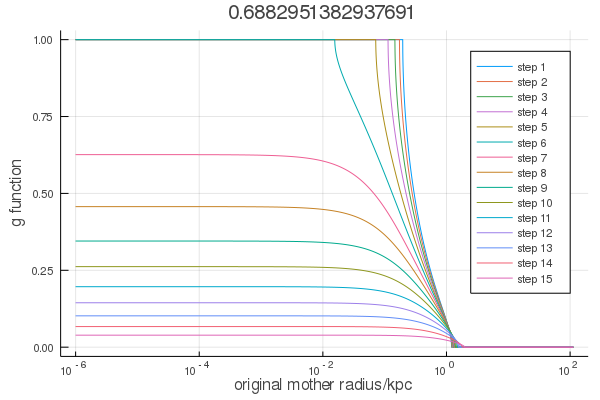 0.6882951382937691
g function
1.00
0.75
0.50
0.25
0.00
step 1
step 2
step 3
step 4
step 5
step 6
step 7
step 8
step 9
step 10
step 11
step 12
step 13
step 14
step 15
10^-6 10^-4 10^-2 10^0 10^2
original mother radius/kpc